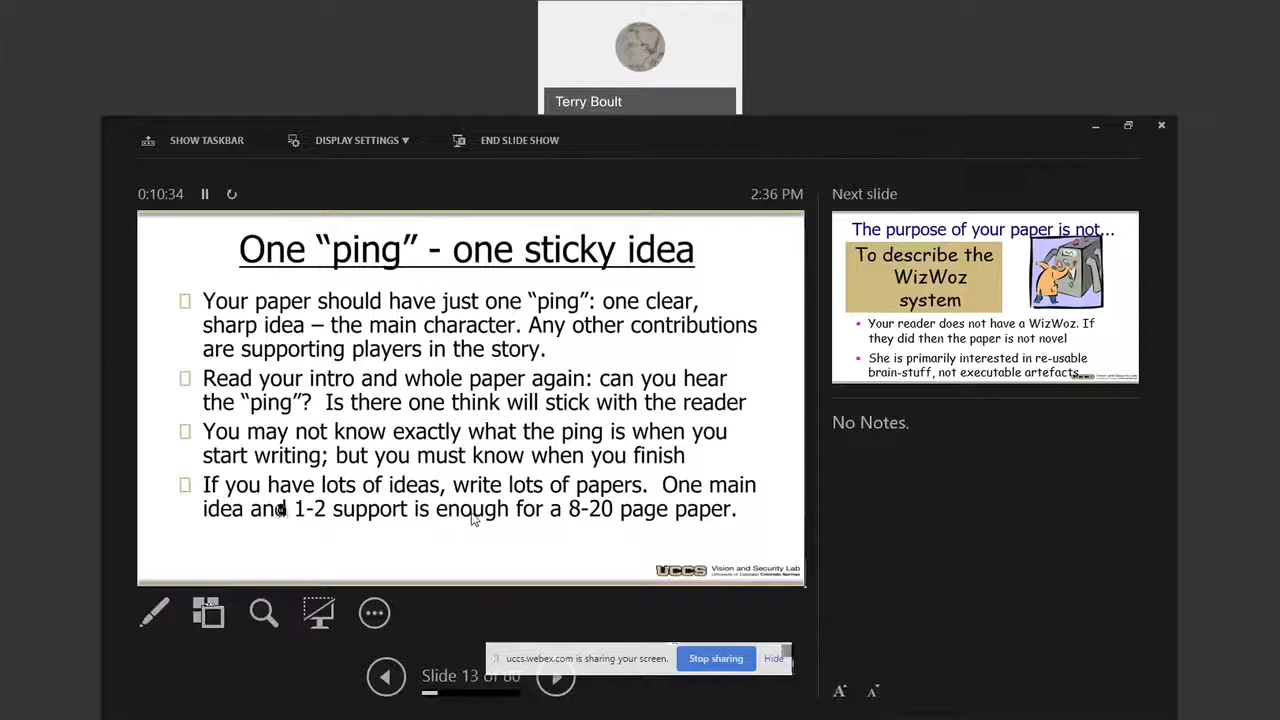 Terry Boult
SHOW TASKBAR
DISPLAY SETTINGS ▾
END SLIDE SHOW
0:10:34
2:36 PM
One “ping” - one sticky idea
Your paper should have just one “ping”: one clear,
sharp idea – the main character. Any other contributions
are supporting players in the story.
Read your intro and whole paper again: can you hear
the “ping”? Is there one think will stick with the reader
You may not know exactly what the ping is when you
start writing; but you must know when you finish
If you have lots of ideas, write lots of papers. One main
idea and 1-2 support is enough for a 8-20 page paper.
UCCS Vision and Security Lab
University of Colorado Colorado Springs
Next slide
The purpose of your paper is not...
To describe the
WizWoz
system
Your reader does not have a WizWoz. If
they did then the paper is not novel
She is primarily interested in re-usable
brain-stuff, not executable artefacts
No Notes.
uccs.webex.com is sharing your screen.
Stop sharing
Hide
Slide 13 of 60
A A